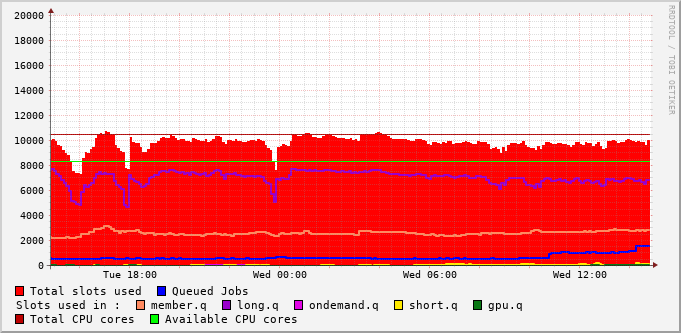 20000
18000
16000
14000
12000
10000
8000
6000
4000
2000
0
Tue 18:00 Wed 00:00 Wed 06:00 Wed 12:00
RRDTOOL / TOBI OETIKER
Total slots used Queued Jobs
Slots used in : member.q long.q ondemand.q short.q gpu.q
Total CPU cores Available CPU cores